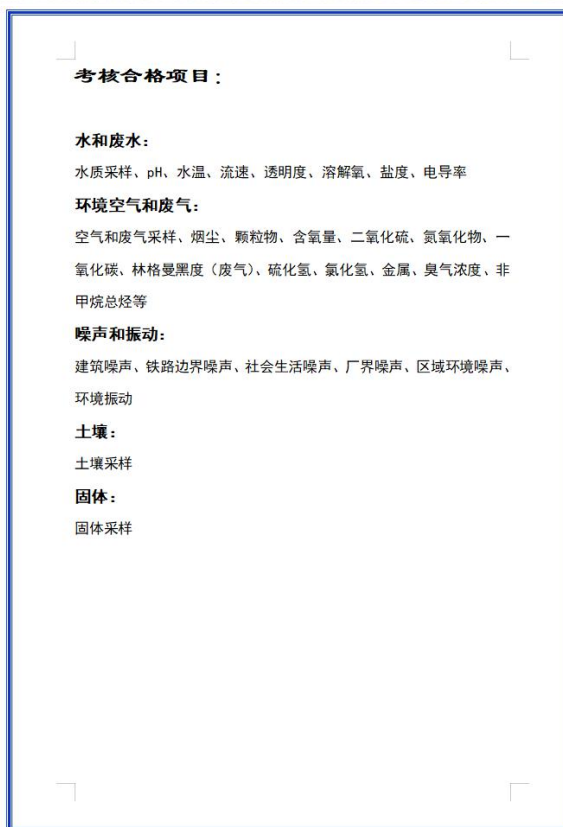 考核合格项目：
水和废水：
水质采样、pH、水温、流速、透明度、溶解氧、盐度、电导率
环境空气和废气：
空气和废气采样、烟尘、颗粒物、含氧量、二氧化硫、氮氧化物、一
氧化碳、林格曼黑度（废气）、硫化氢、氯化氢、金属、臭气浓度、非
甲烷总烃等
噪声和振动：
建筑噪声、铁路边界噪声、社会生活噪声、厂界噪声、区域环境噪声、
环境振动
土壤：
土壤采样
固体：
固体采样